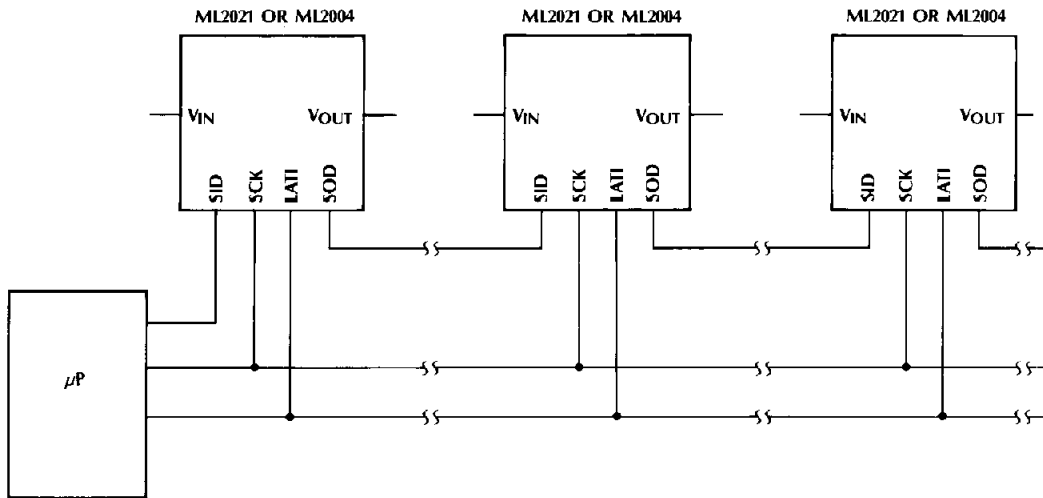 ML2021 OR ML2004 ML2021 OR ML2004 ML2021 OR ML2004
VIN VOUT VIN VOUT VIN VOUT
SID SCK LATI SOD SID SCK LATI SOD SID SCK LATI SOD
μP